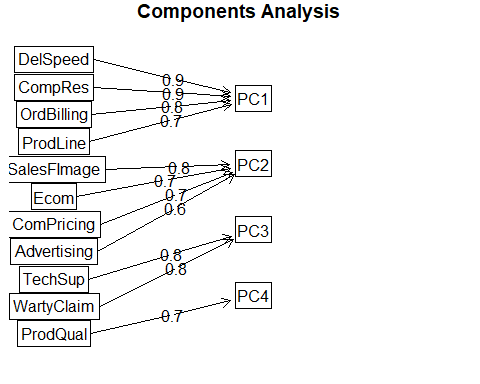 Components Analysis
DelSpeed
CompRes
OrdBilling
ProdLine
SalesFImage
Ecom
ComPricing
Advertising
TechSup
WartyClaim
ProdQual
0.9
0.9
0.8
0.7
0.8
0.7
0.7
0.6
0.8
0.8
0.7
PC1
PC2
PC3
PC4